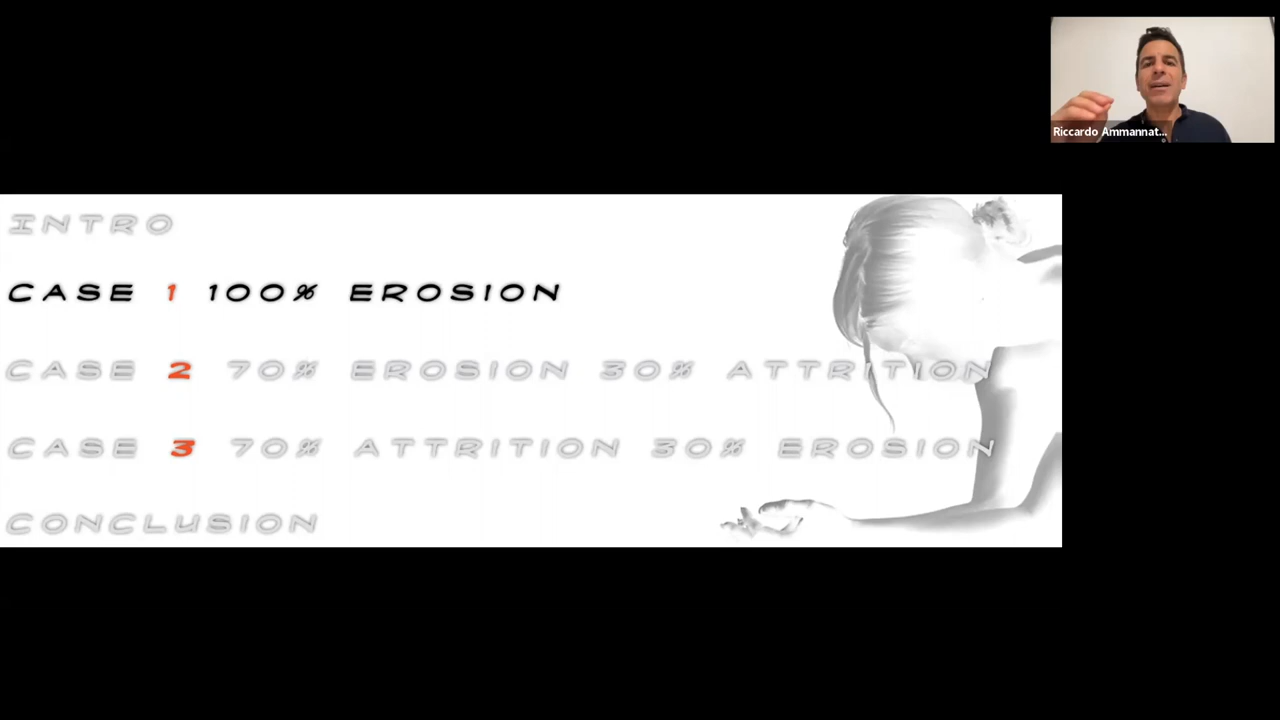 Riccardo Ammannat...
INTRO
CASE 1 100% EROSION
CASE 2 70% EROSION 30% ATTRITION
CASE 3 70% ATTRITION 30% EROSION
CONCLUSION